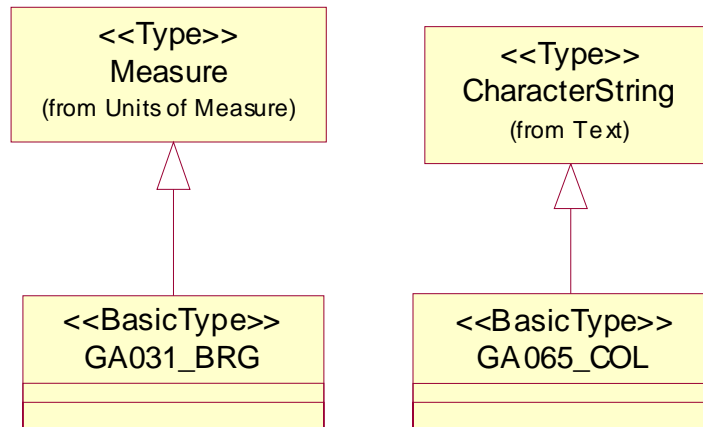 <<Type>>
Measure
(from Units of Measure)
<<Type>>
CharacterString
(from Text)
<<BasicType>>
GA031_BRG
<<BasicType>>
GA065_COL